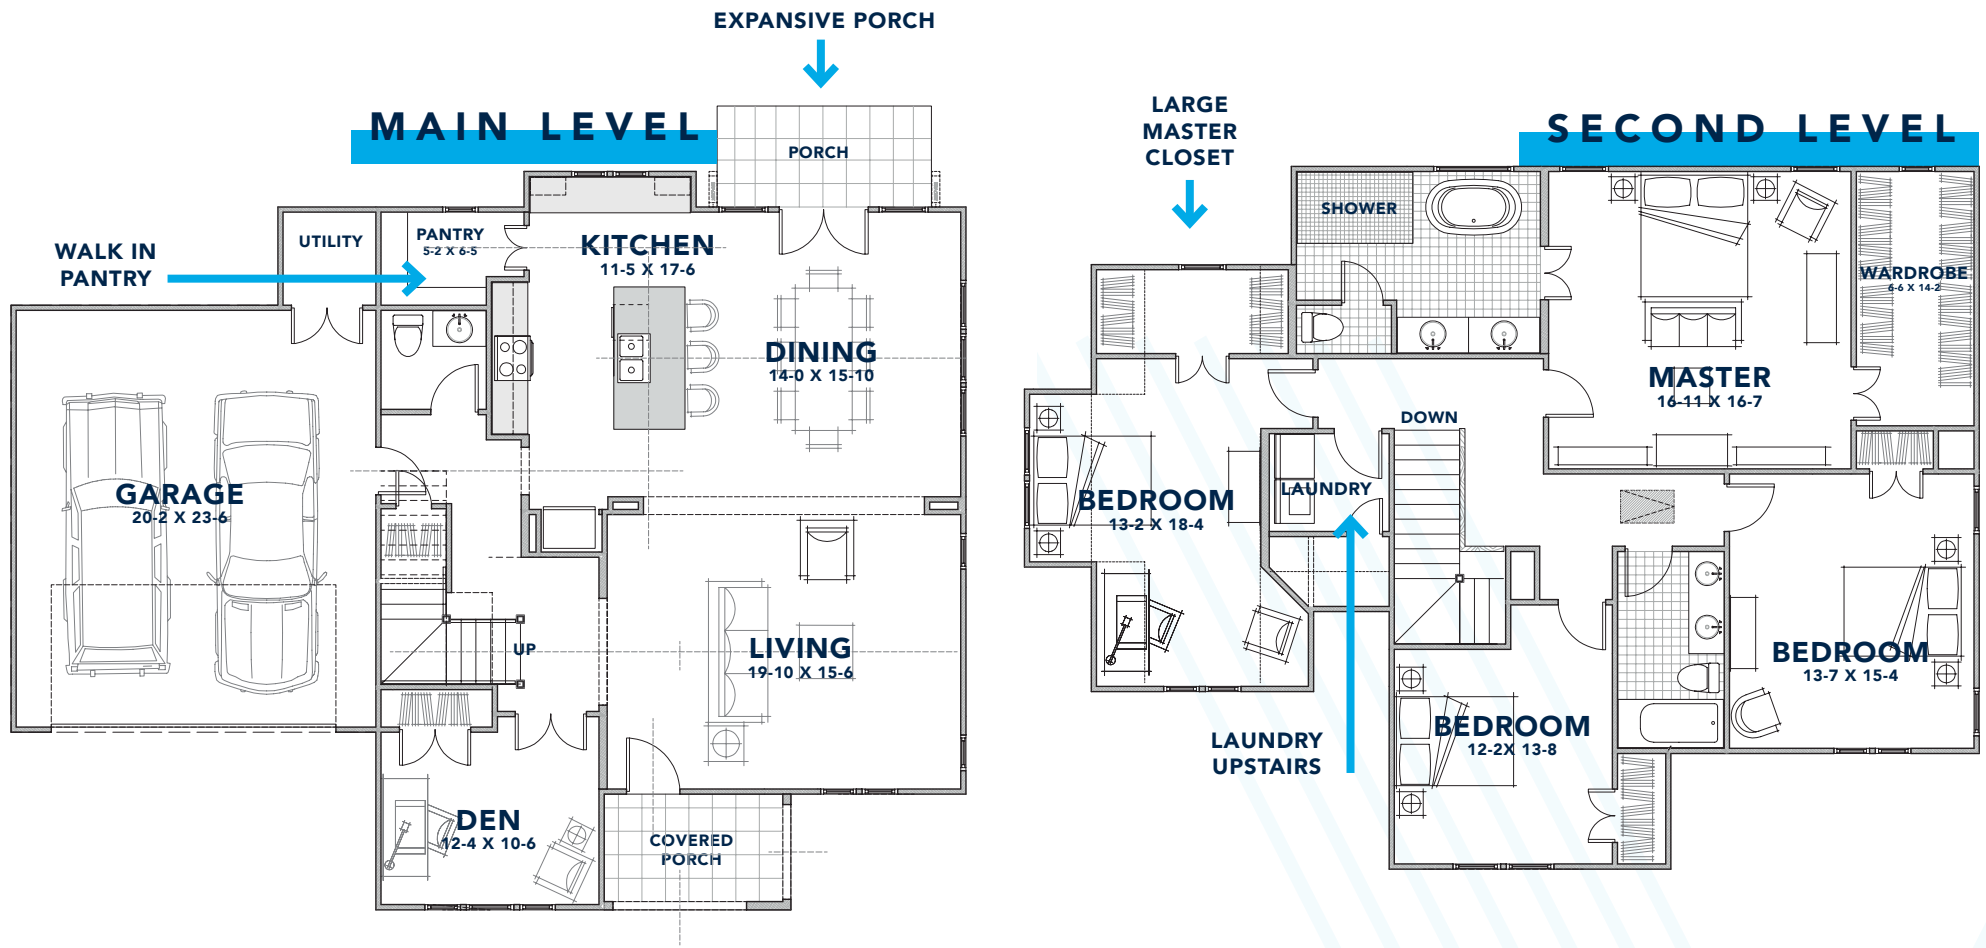 EXPANSIVE PORCH
MAIN LEVEL
PORCH
WALK IN
PANTRY
UTILITY
PANTRY
5-2 X 6-5
KITCHEN
11-5 X 17-6
DINING
14-0 X 15-10
GARAGE
20-2 X 23-6
UP
LIVING
19-10 X 15-6
DEN
12-4 X 10-6
COVERED
PORCH
LARGE
MASTER
CLOSET
SECOND LEVEL
SHOWER
WARDROBE
6-6 X 14-2
MASTER
16-11 X 16-7
DOWN
BEDROOM
13-2 X 18-4
LAUNDRY
BEDROOM
13-7 X 15-4
BEDROOM
12-2X 13-8
LAUNDRY
UPSTAIRS